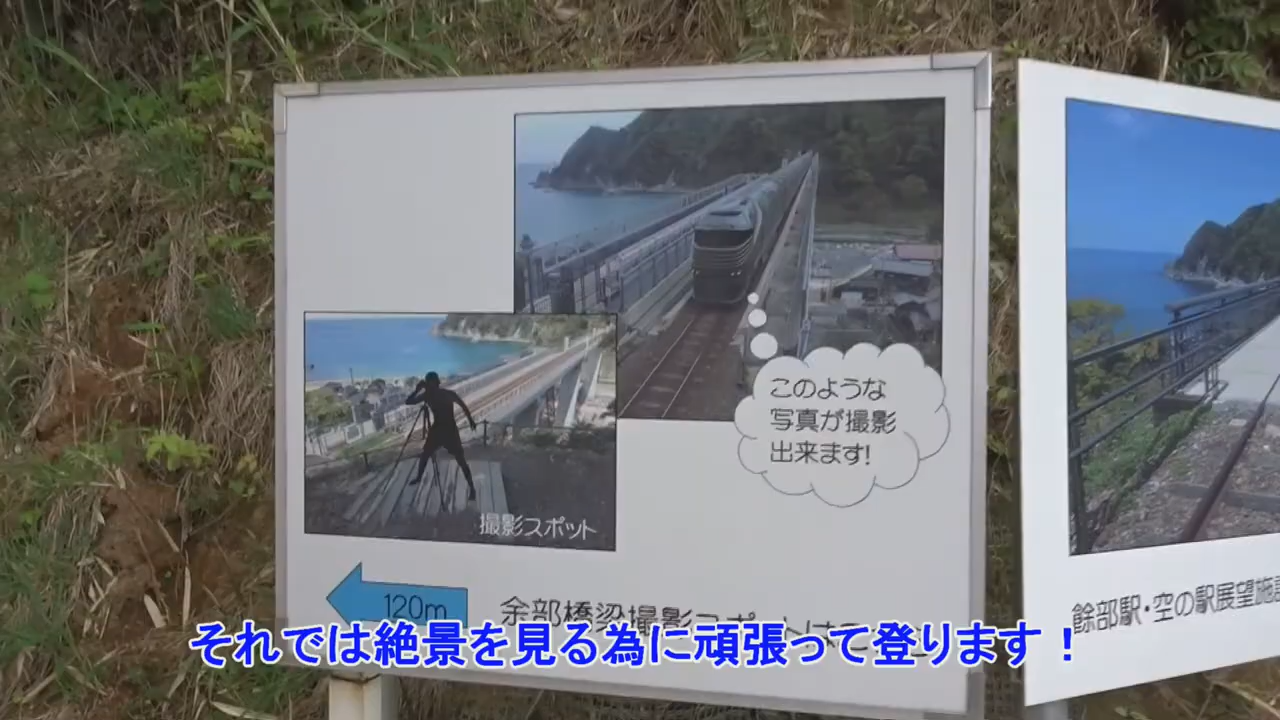 このような
写真が撮影
出来ます!
撮影スポット
120m
余部橋梁撮影スポットはこちら
餘部駅・空の駅展望施設
それでは絶景を見る為に頑張って登ります！